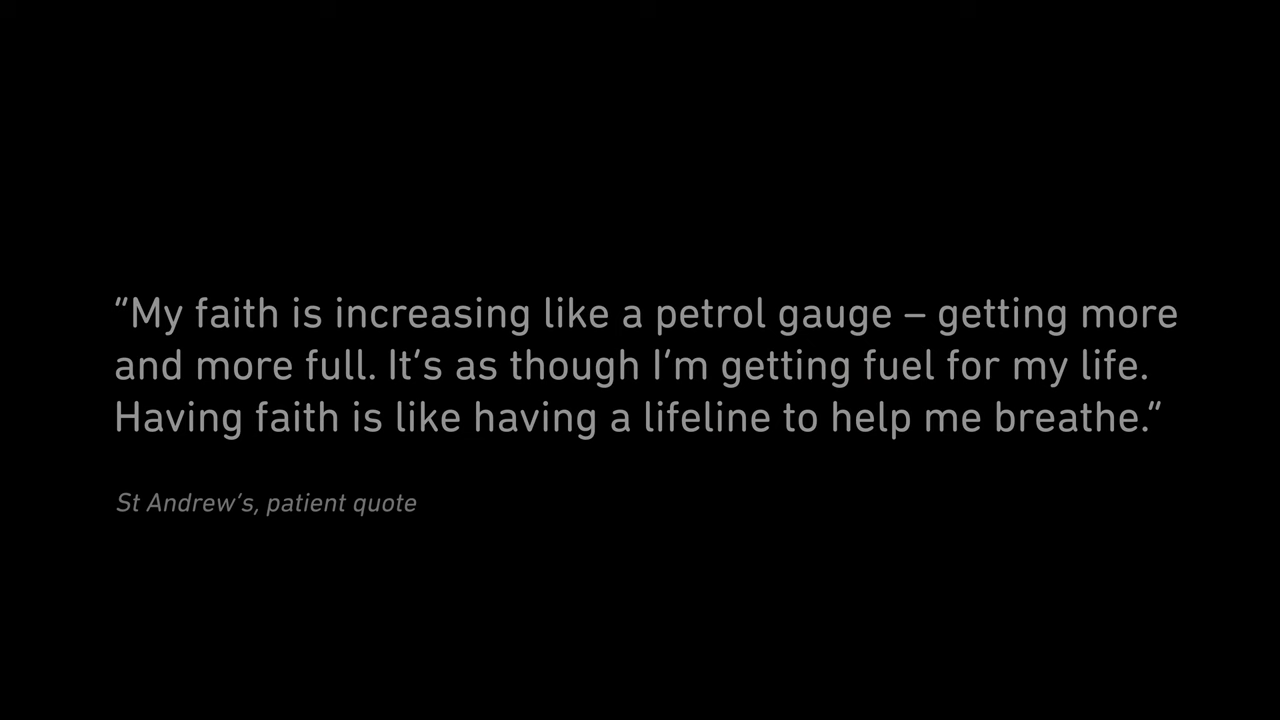 "My faith is increasing like a petrol gauge – getting more
and more full. It's as though I'm getting fuel for my life.
Having faith is like having a lifeline to help me breathe."
St Andrew's, patient quote